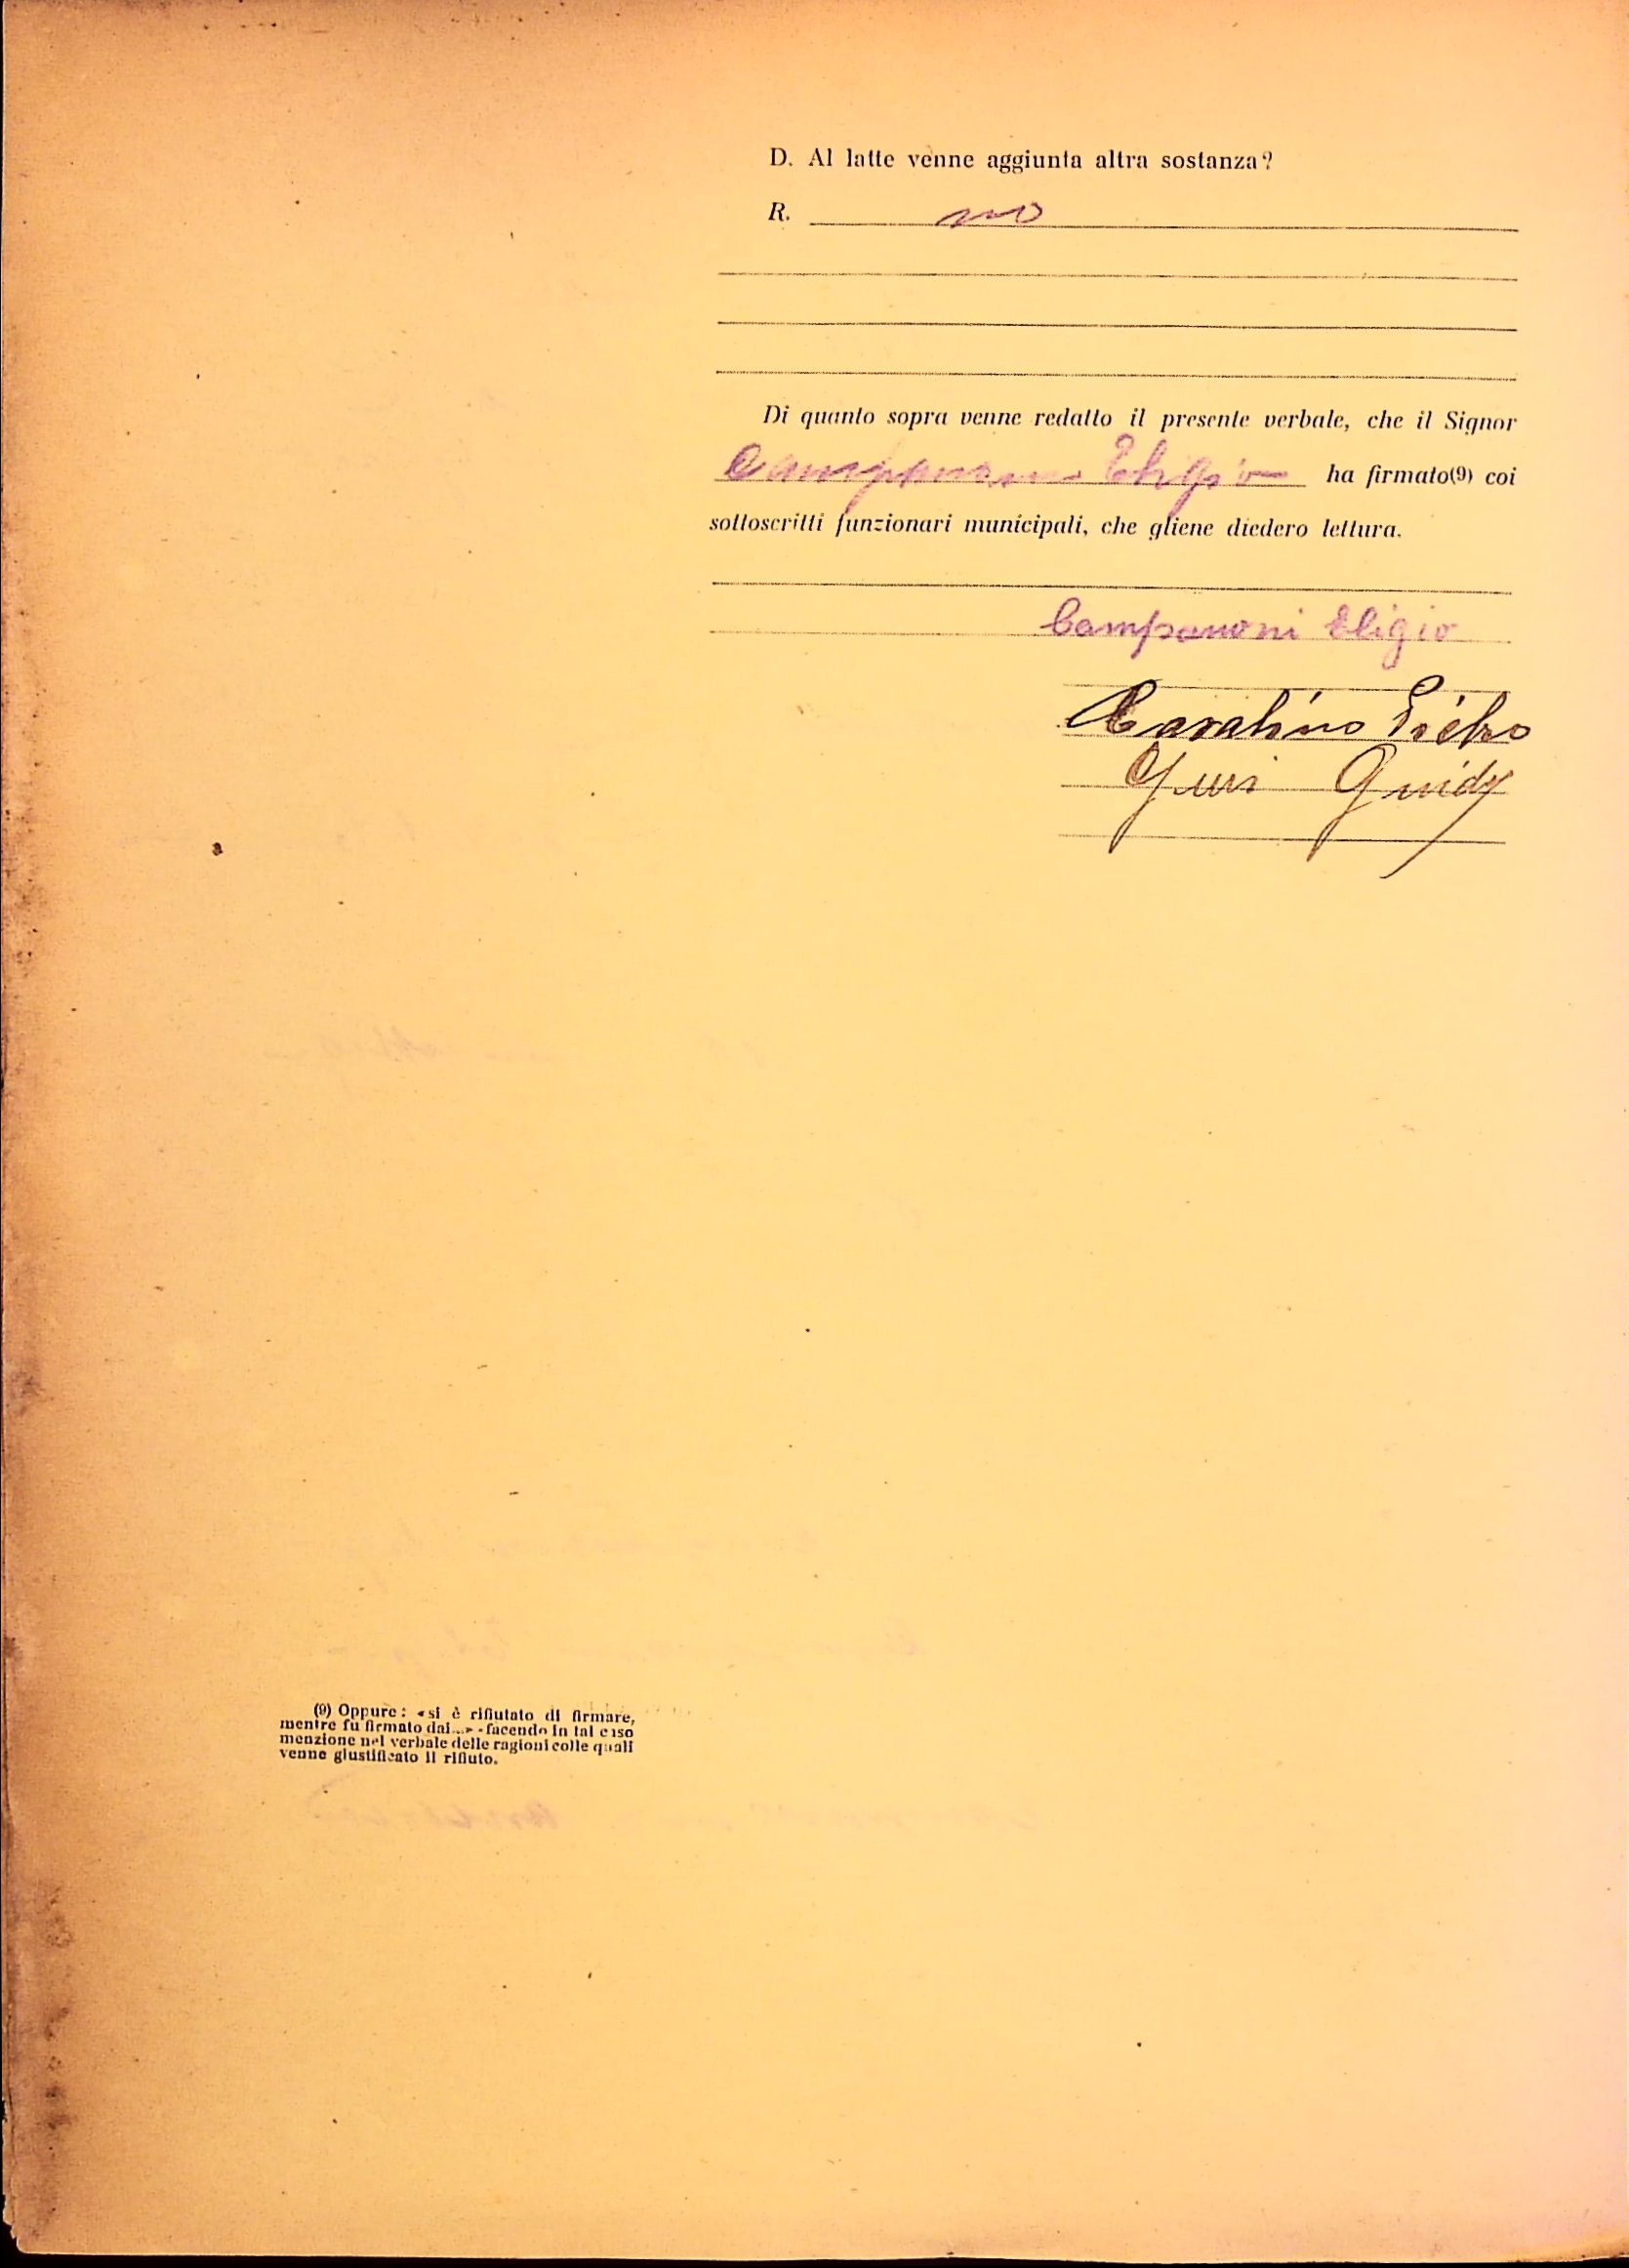 D. Al latte venne aggiunta altra sostanza?
R. no
Di quanto sopra venne redatto il presente verbale, che il Signor
Campanoni Eligio ha firmato(9) coi
sottoscritti funzionari municipali, che gliene diedero lettura.
Campanoni Eligio
Pietro
Guido
(9) Oppure: «si è rifiutato di firmare,
mentre fu firmato dai...» - facendo in tal caso
menzione nel verbale delle ragioni colle quali
venne giustificato il rifiuto.